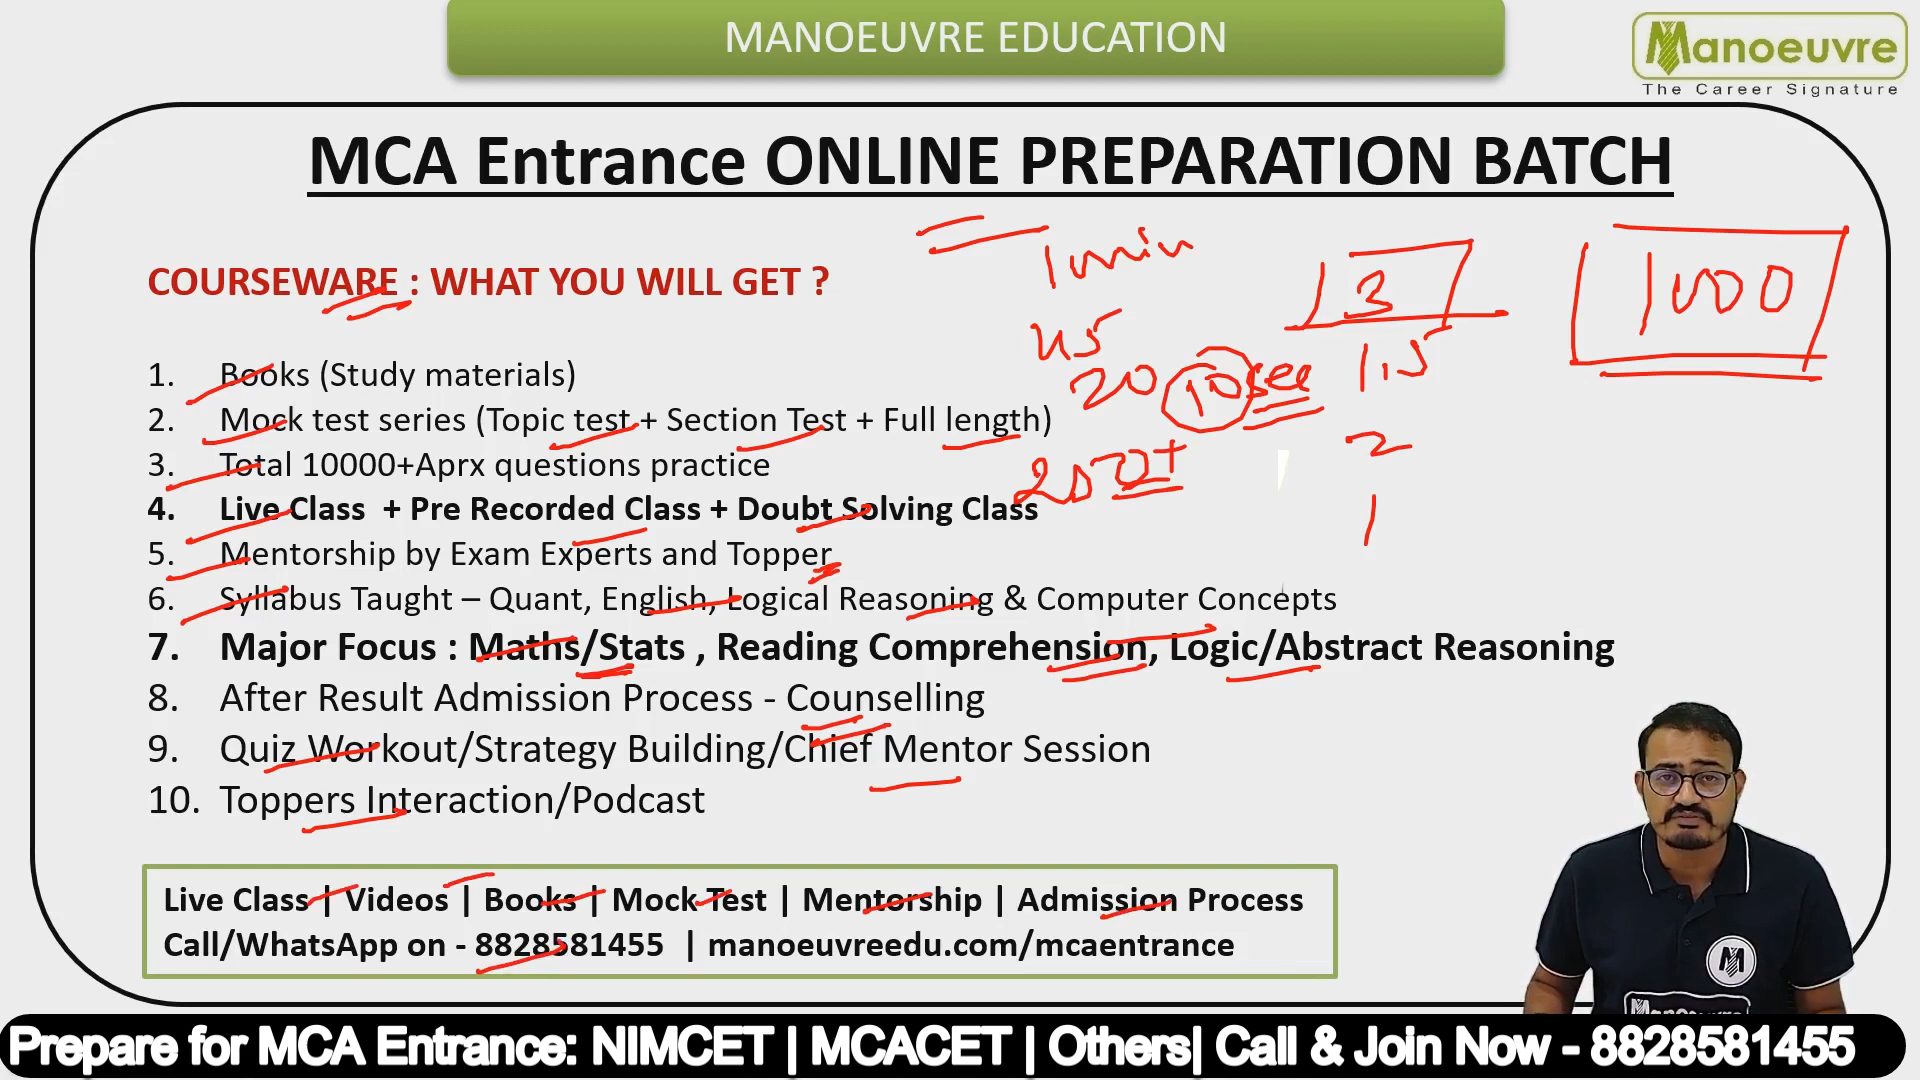 MANOEUVRE EDUCATION
Manoeuvre
The Career Signature
MCA Entrance ONLINE PREPARATION BATCH
COURSEWARE : WHAT YOU WILL GET ?
1 min
3
1000
45
20 10 sec
1.5
1. Books (Study materials)
2. Mock test series (Topic test + Section Test + Full length)
2
3. Total 10000+Aprx questions practice
4. Live Class + Pre Recorded Class + Doubt Solving Class
1
5. Mentorship by Exam Experts and Topper
6. Syllabus Taught – Quant, English, Logical Reasoning & Computer Concepts
7. Major Focus : Maths/Stats , Reading Comprehension, Logic/Abstract Reasoning
8. After Result Admission Process - Counselling
9. Quiz Workout/Strategy Building/Chief Mentor Session
10. Toppers Interaction/Podcast
Live Class | Videos | Books | Mock Test | Mentorship | Admission Process
Call/WhatsApp on - 8828581455 | manoeuvreedu.com/mcaentrance
Prepare for MCA Entrance: NIMCET | MCACET | Others| Call & Join Now - 8828581455